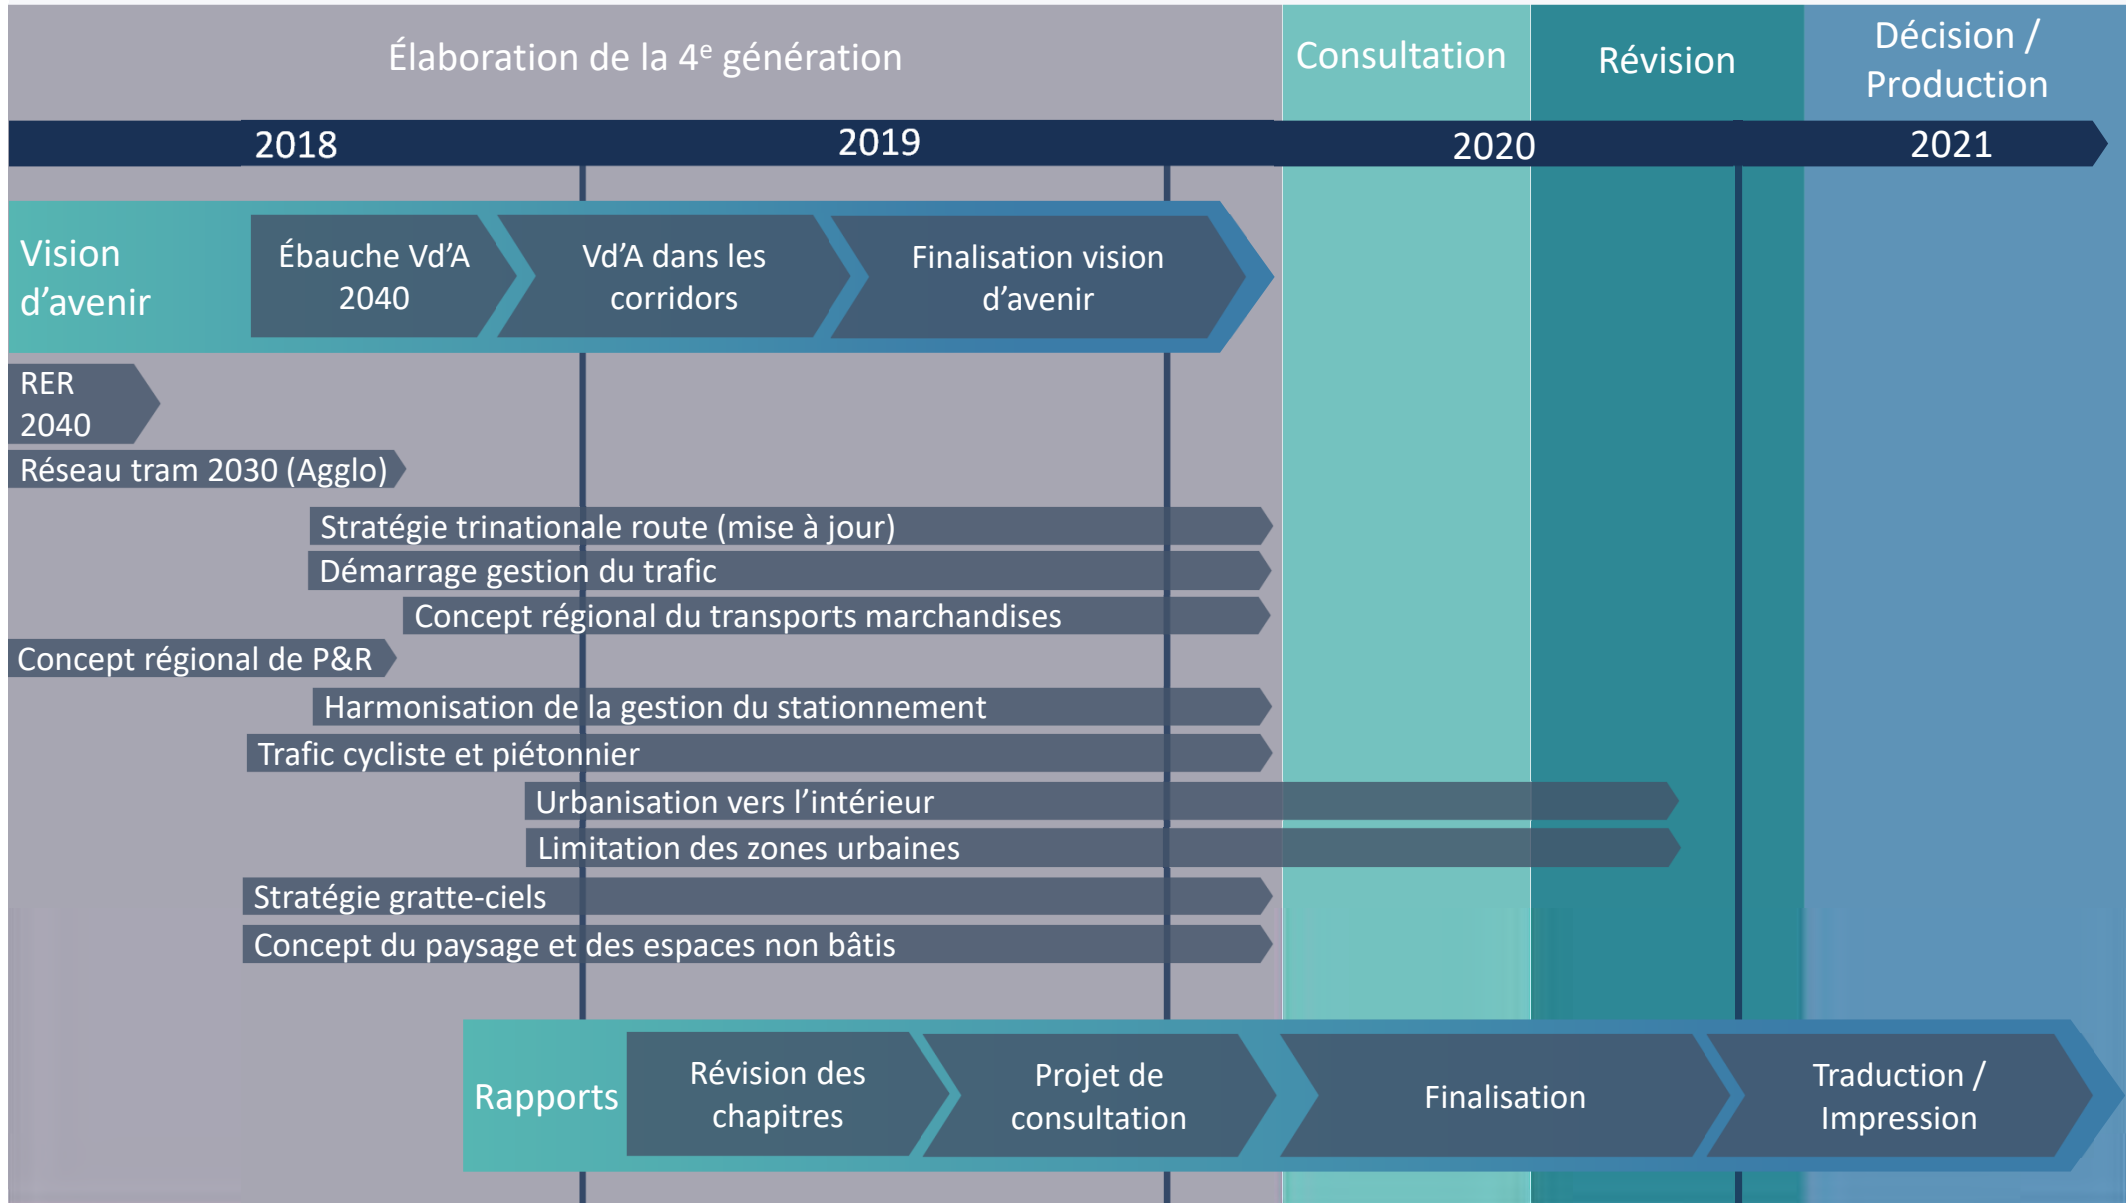 Élaboration de la 4e génération
Consultation
Révision
Décision /
Production
2018
2019
2020
2021
Vision
d’avenir
Ébauche Vd’A
2040
Vd’A dans les
corridors
Finalisation vision
d’avenir
RER
2040
Réseau tram 2030 (Agglo)
Stratégie trinationale route (mise à jour)
Démarrage gestion du trafic
Concept régional du transports marchandises
Concept régional de P&R
Harmonisation de la gestion du stationnement
Trafic cycliste et piétonnier
Urbanisation vers l’intérieur
Limitation des zones urbaines
Stratégie gratte-ciels
Concept du paysage et des espaces non bâtis
Rapports
Révision des
chapitres
Projet de
consultation
Finalisation
Traduction /
Impression